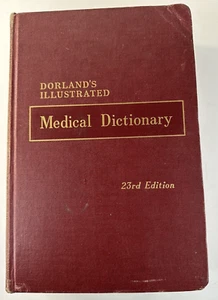 DORLAND'S
ILLUSTRATED
Medical Dictionary
23rd Edition